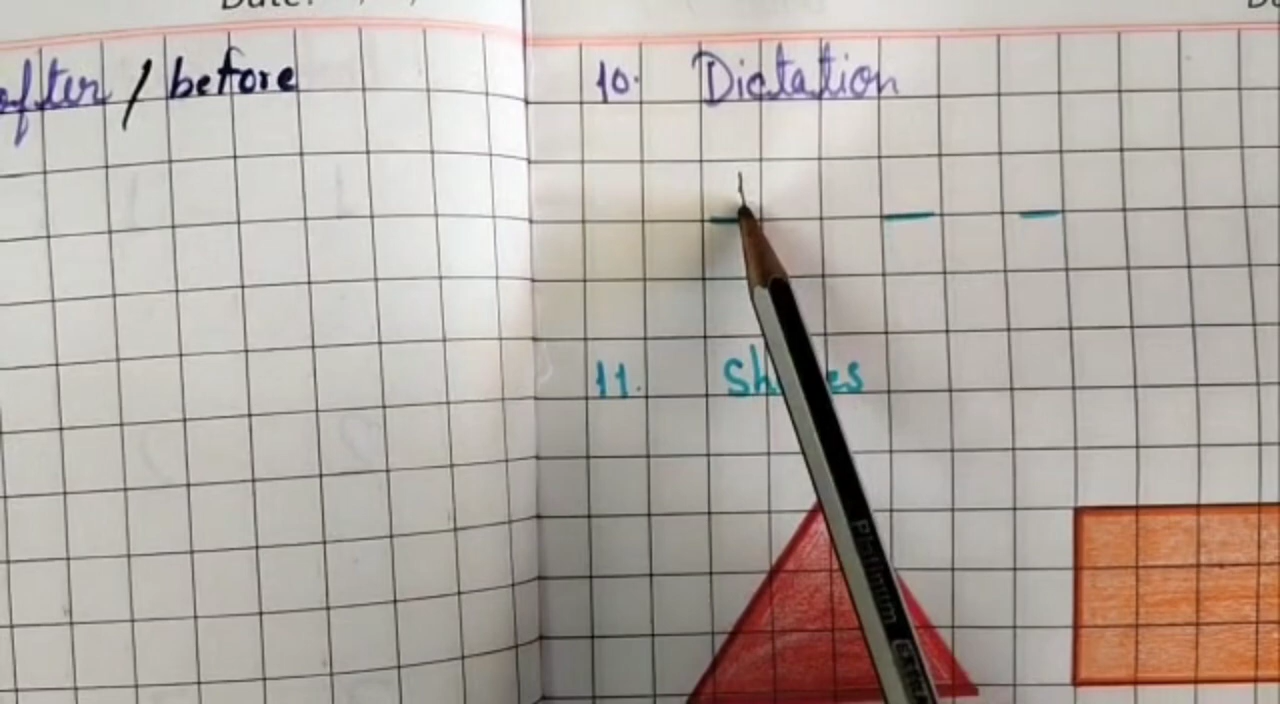 Date:
after / before
10. Dictation
11.
Platinum